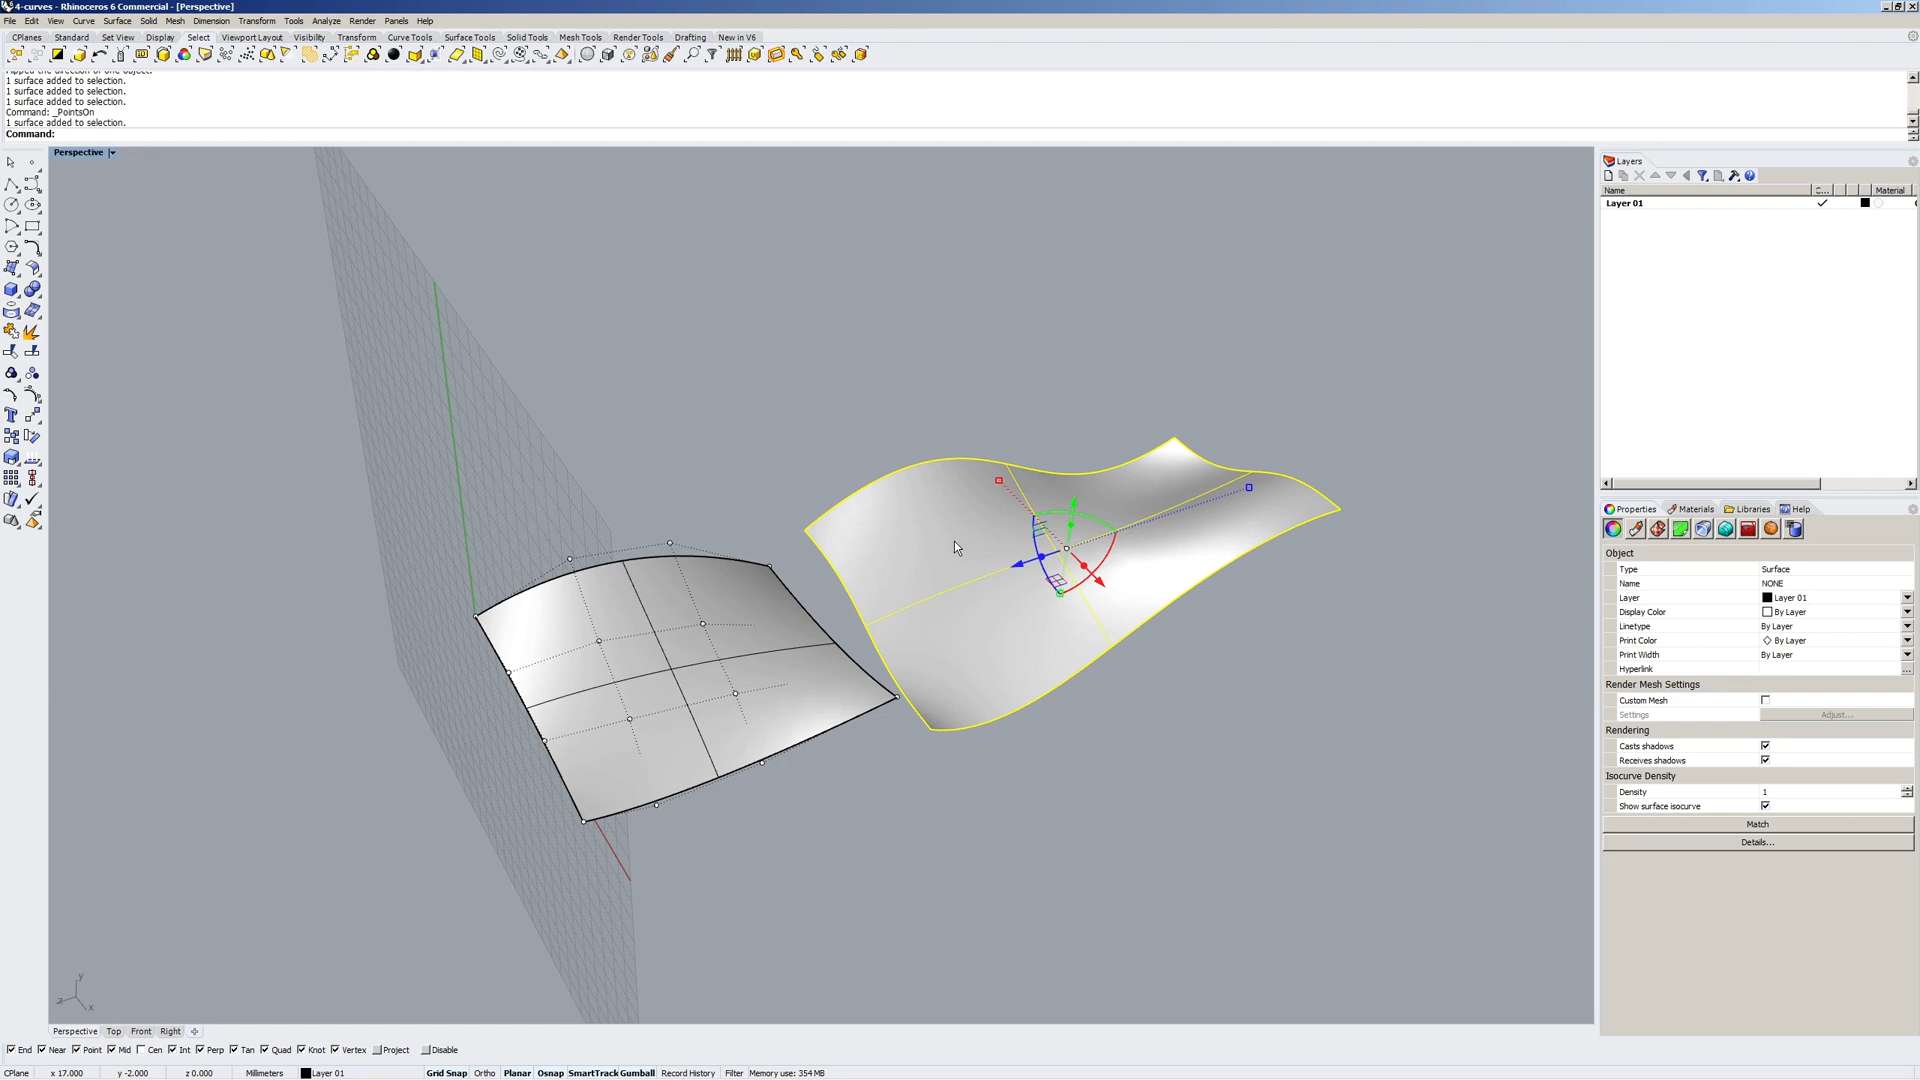 4-curves - Rhinoceros 6 Commercial - [Perspective]
File Edit View Curve Surface Solid Mesh Dimension Transform Tools Analyze Render Panels Help
CPlanes Standard Set View Display Select Viewport Layout Visibility Transform Curve Tools Surface Tools Solid Tools Mesh Tools Render Tools Drafting New in V6
1 surface added to selection.
1 surface added to selection.
1 surface added to selection.
Command: _PointsOn
1 surface added to selection.
Command:
Perspective
Layers
Name C... Material
Layer 01
Properties Materials Libraries Help
Object
Type Surface
Name NONE
Layer Layer 01
Display Color By Layer
Linetype By Layer
Print Color By Layer
Print Width By Layer
Hyperlink ...
Render Mesh Settings
Custom Mesh
Settings Adjust...
Rendering
Casts shadows
Receives shadows
Isocurve Density
Density 1
Show surface isocurve
Match
Details...
y
z x
Perspective Top Front Right
End Near Point Mid Cen Int Perp Tan Quad Knot Vertex Project Disable
CPlane x 17.000 y -2.000 z 0.000 Millimeters Layer 01 Grid Snap Ortho Planar Osnap SmartTrack Gumball Record History Filter Memory use: 354 MB